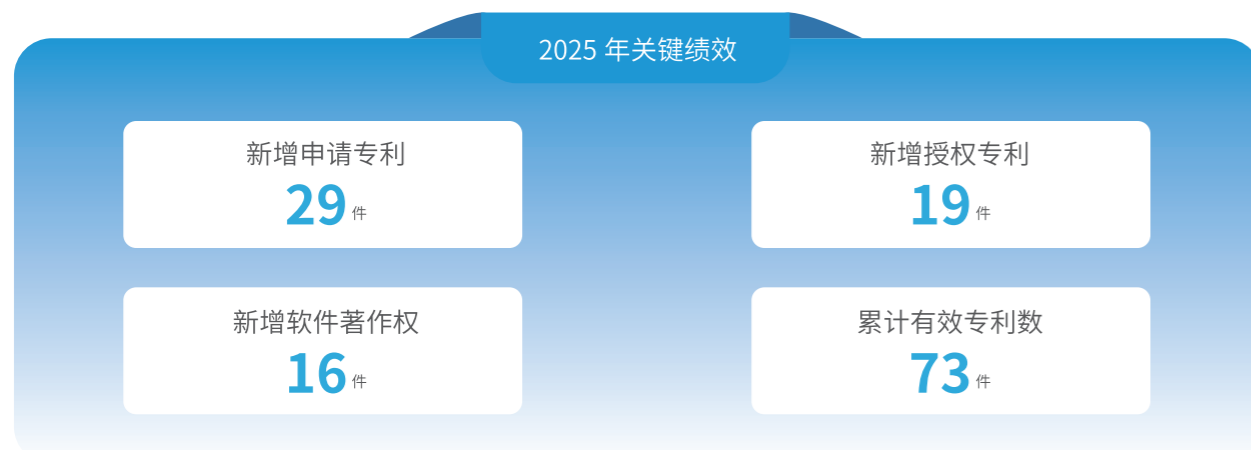 2025 年关键绩效
新增申请专利
29 件
新增授权专利
19 件
新增软件著作权
16 件
累计有效专利数
73 件